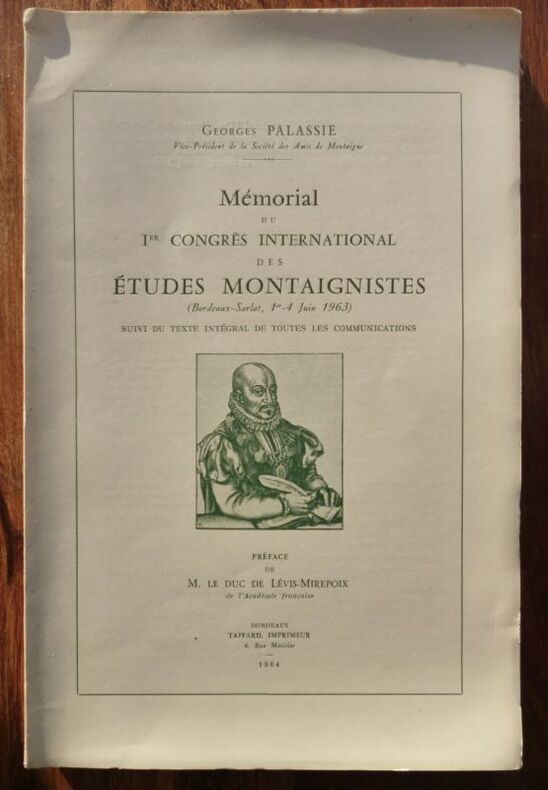 Georges PALASSIE
Vice-Président de la Société des Amis de Montaigne
Mémorial
DU
Ier CONGRÈS INTERNATIONAL
DES
ÉTUDES MONTAIGNISTES
(Bordeaux-Sarlat, 1er-4 Juin 1963)
SUIVI DU TEXTE INTÉGRAL DE TOUTES LES COMMUNICATIONS
PRÉFACE
DE
M. LE DUC DE LÉVIS-MIREPOIX
de l'Académie française
BORDEAUX
TAFFARD, IMPRIMEUR
6, Rue Métivier
1964